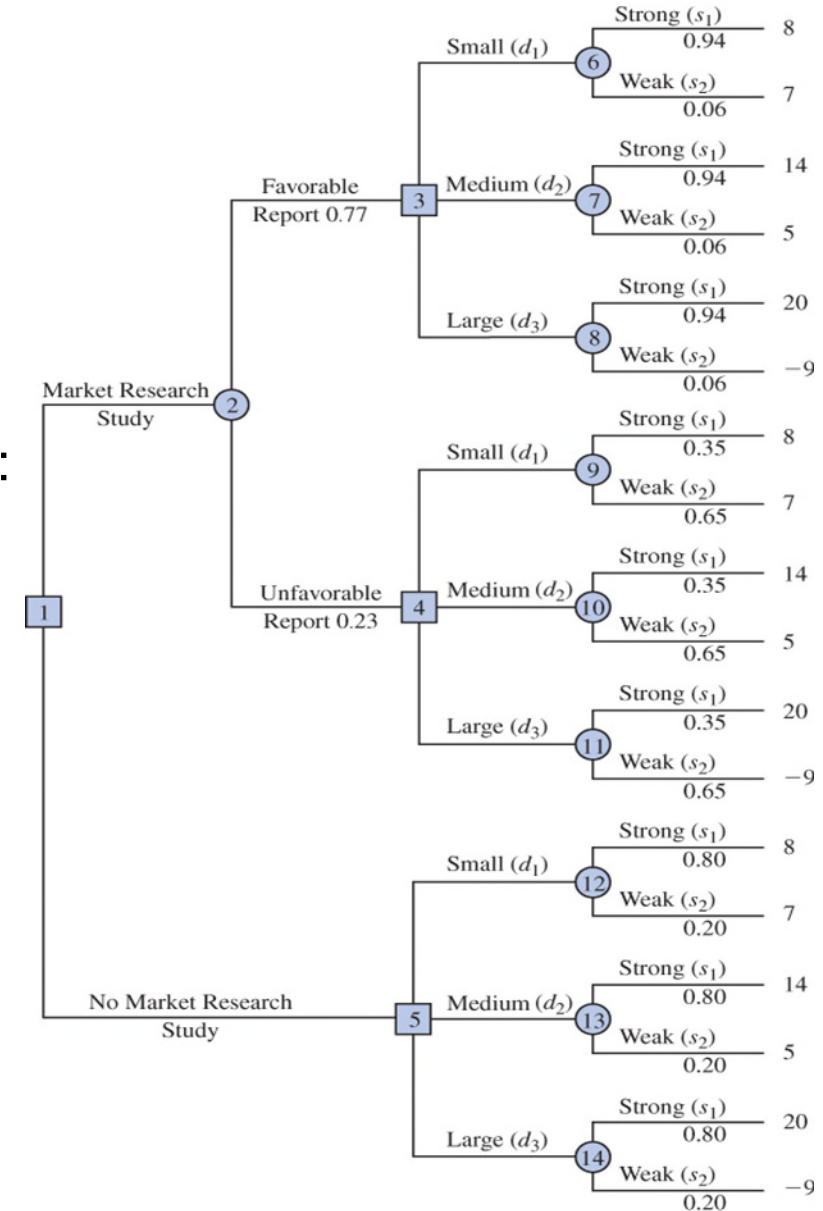 Strong (s1)
8
0.94
Small (d1)
6
Weak (s2)
7
0.06
Strong (s1)
14
0.94
Favorable
Report 0.77
3
Medium (d2)
7
Weak (s2)
5
0.06
Strong (s1)
20
0.94
Large (d3)
8
Weak (s2)
−9
0.06
Market Research
Study
2
:
Strong (s1)
8
0.35
Small (d1)
9
Weak (s2)
7
0.65
Strong (s1)
14
0.35
Unfavorable
Report 0.23
4
Medium (d2)
10
Weak (s2)
5
0.65
1
Strong (s1)
20
0.35
Large (d3)
11
Weak (s2)
−9
0.65
Strong (s1)
8
0.80
Small (d1)
12
Weak (s2)
7
0.20
Strong (s1)
14
0.80
No Market Research
Study
5
Medium (d2)
13
Weak (s2)
5
0.20
Strong (s1)
20
0.80
Large (d3)
14
Weak (s2)
−9
0.20